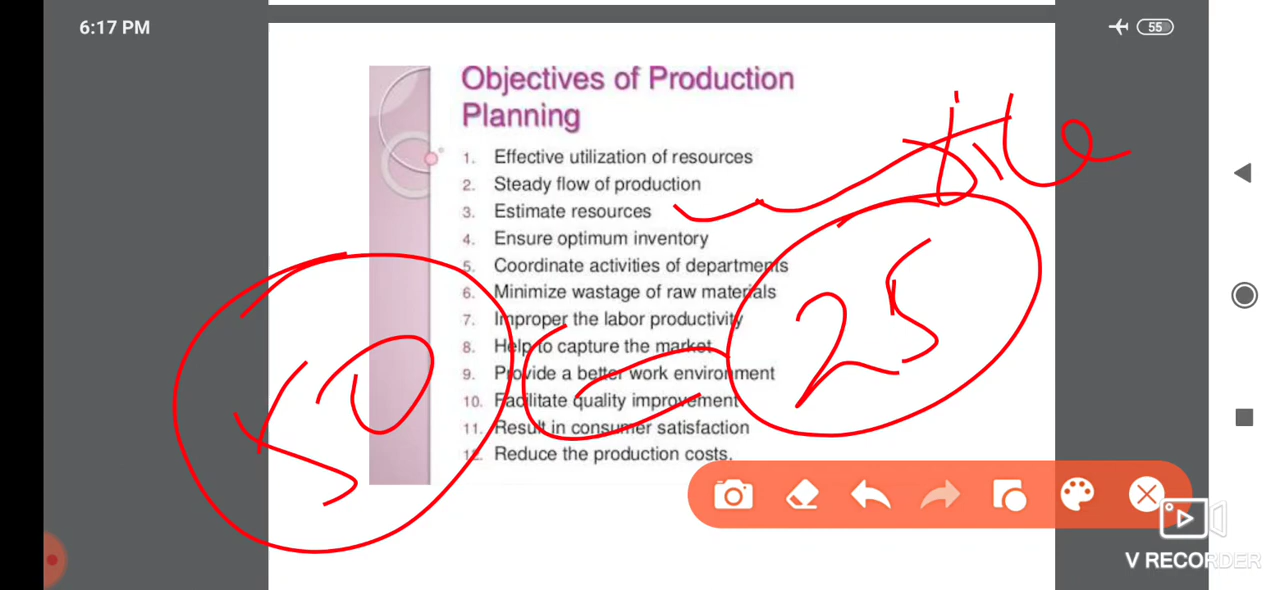 6:17 PM
55
Objectives of Production
Planning
1. Effective utilization of resources
2. Steady flow of production
3. Estimate resources
4. Ensure optimum inventory
5. Coordinate activities of departments
6. Minimize wastage of raw materials
7. Improper the labor productivity
8. Help to capture the market
9. Provide a better work environment
10. Facilitate quality improvement
11. Result in consumer satisfaction
12. Reduce the production costs.
50
25
V RECORDER